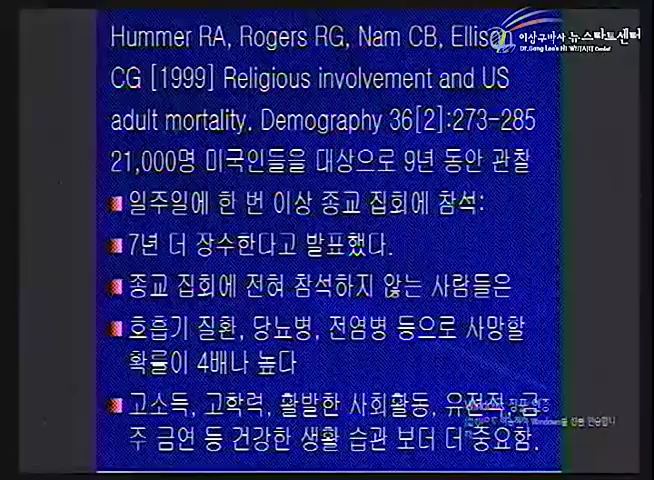 이상구박사 뉴스타트센터
Hummer RA, Rogers RG, Nam CB, Ellison
CG [1999] Religious involvement and US
adult mortality. Demography 36[2]:273-285
21,000명 미국인들을 대상으로 9년 동안 관찰
일주일에 한 번 이상 종교 집회에 참석:
7년 더 장수한다고 발표했다.
종교 집회에 전혀 참석하지 않는 사람들은
호흡기 질환, 당뇨병, 전염병 등으로 사망할
확률이 4배나 높다
고소득, 고학력, 활발한 사회활동, 유전적, 금
주 금연 등 건강한 생활 습관 보더 더 중요함.